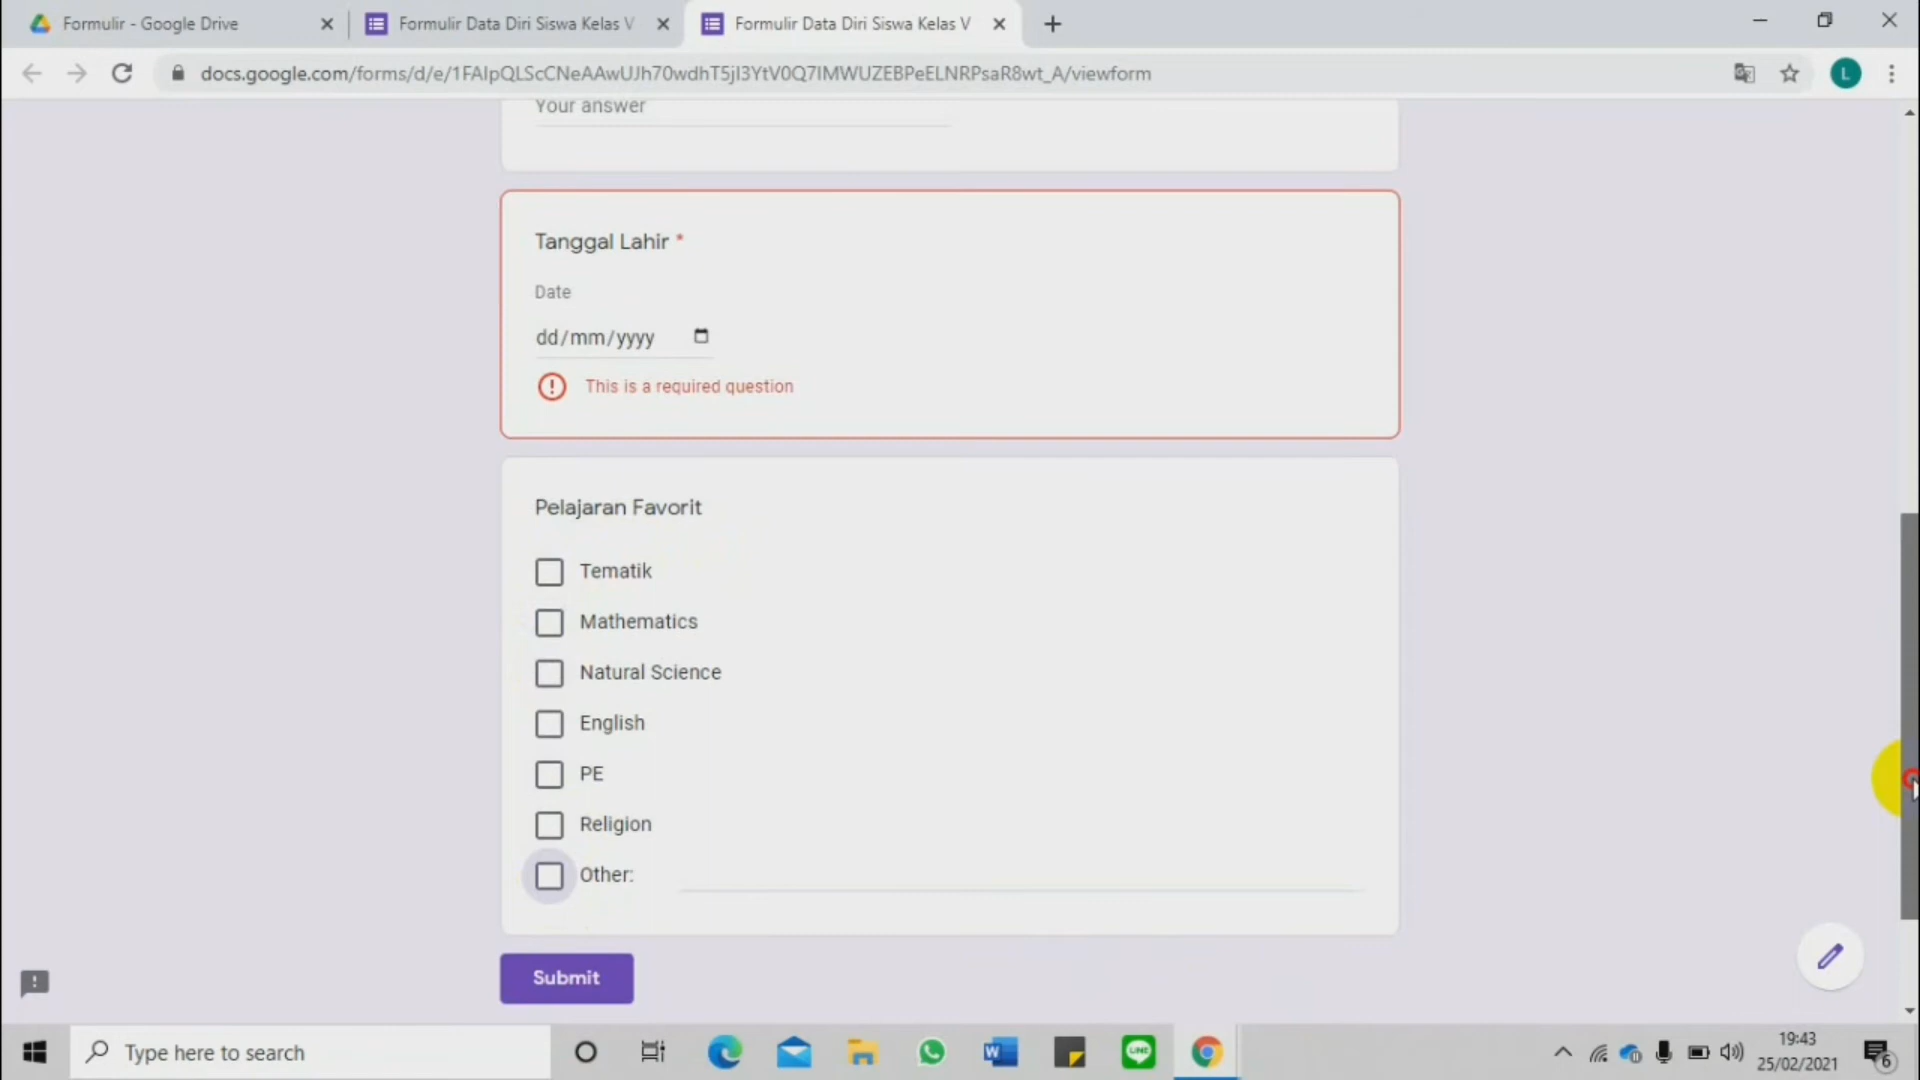 Formulir - Google Drive
Formulir Data Diri Siswa Kelas V
Formulir Data Diri Siswa Kelas V
docs.google.com/forms/d/e/1FAIpQLScCNeAAwUJh70wdhT5jI3YtV0Q7IMWUZEBPeELNRPsaR8wt_A/viewform
L
Your answer
Tanggal Lahir *
Date
dd/mm/yyyy
This is a required question
Pelajaran Favorit
Tematik
Mathematics
Natural Science
English
PE
Religion
Other:
Submit
Type here to search
W
LINE
19:43
25/02/2021
6